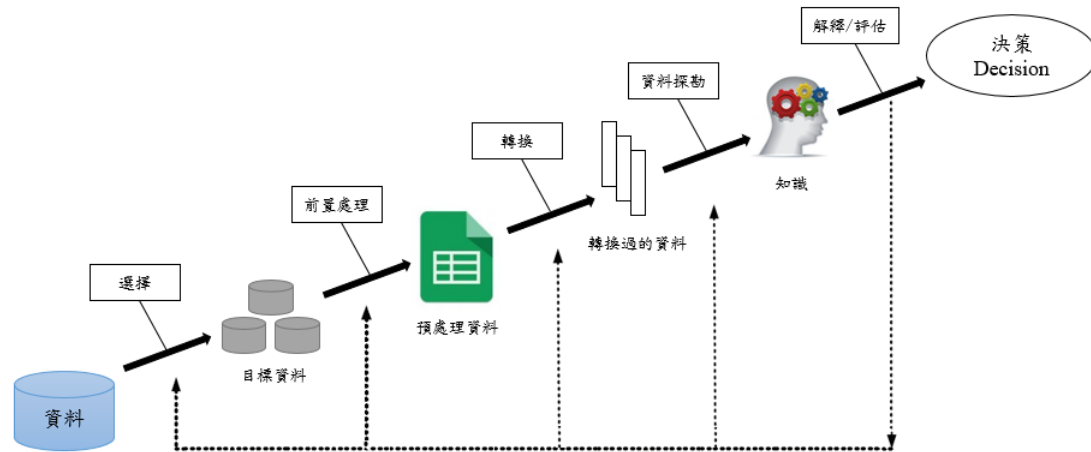 解釋/評估
決策
Decision
資料探勘
知識
轉換
轉換過的資料
前置處理
預處理資料
選擇
目標資料
資料